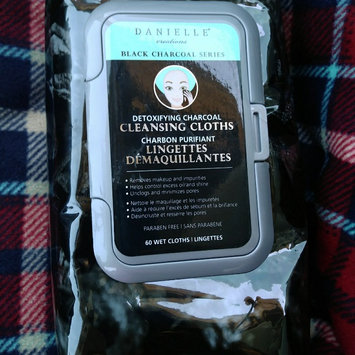 DANIELLE
creations
BLACK CHARCOAL SERIES
DETOXIFYING CHARCOAL
CLEANSING CLOTHS
CHARBON PURIFIANT
LINGETTES
DÉMAQUILLANTES
• Removes makeup and impurities
• Helps control excess oil and shine
• Unclogs and minimizes pores
• Nettoie le maquillage et les impuretés
• Aide à réduire l'excès de sébum et la brillance
• Désincruste et resserre les pores
PARABEN FREE | SANS PARABÈNE
60 WET CLOTHS | LINGETTES